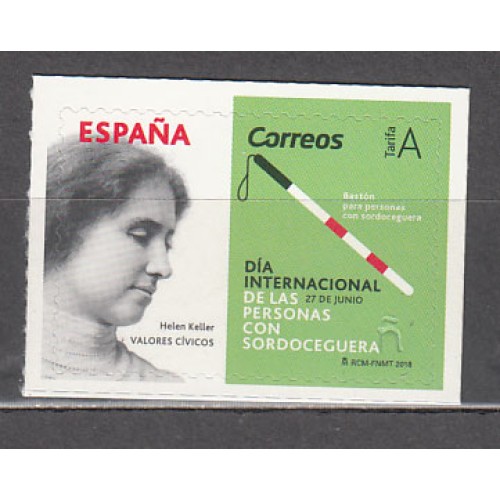 ESPAÑA
Helen Keller
VALORES CÍVICOS
Correos
Tarifa A
Bastón
para personas
con sordoceguera
DÍA
INTERNACIONAL
DE LAS 27 DE JUNIO
PERSONAS
CON
SORDOCEGUERA
ñ
RCM-FNMT 2018